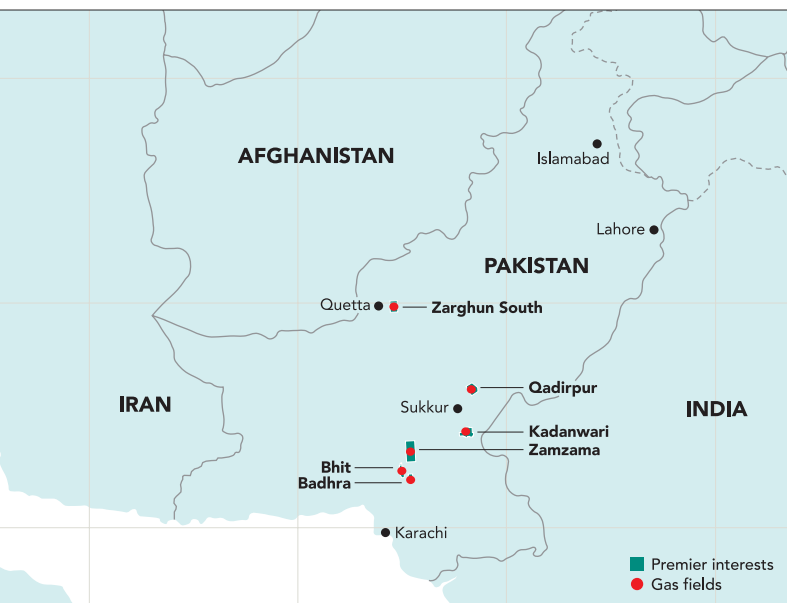 AFGHANISTAN
Islamabad
Lahore
PAKISTAN
Quetta
Zarghun South
Qadirpur
IRAN
Sukkur
INDIA
Kadanwari
Zamzama
Bhit
Badhra
Karachi
Premier interests
Gas fields